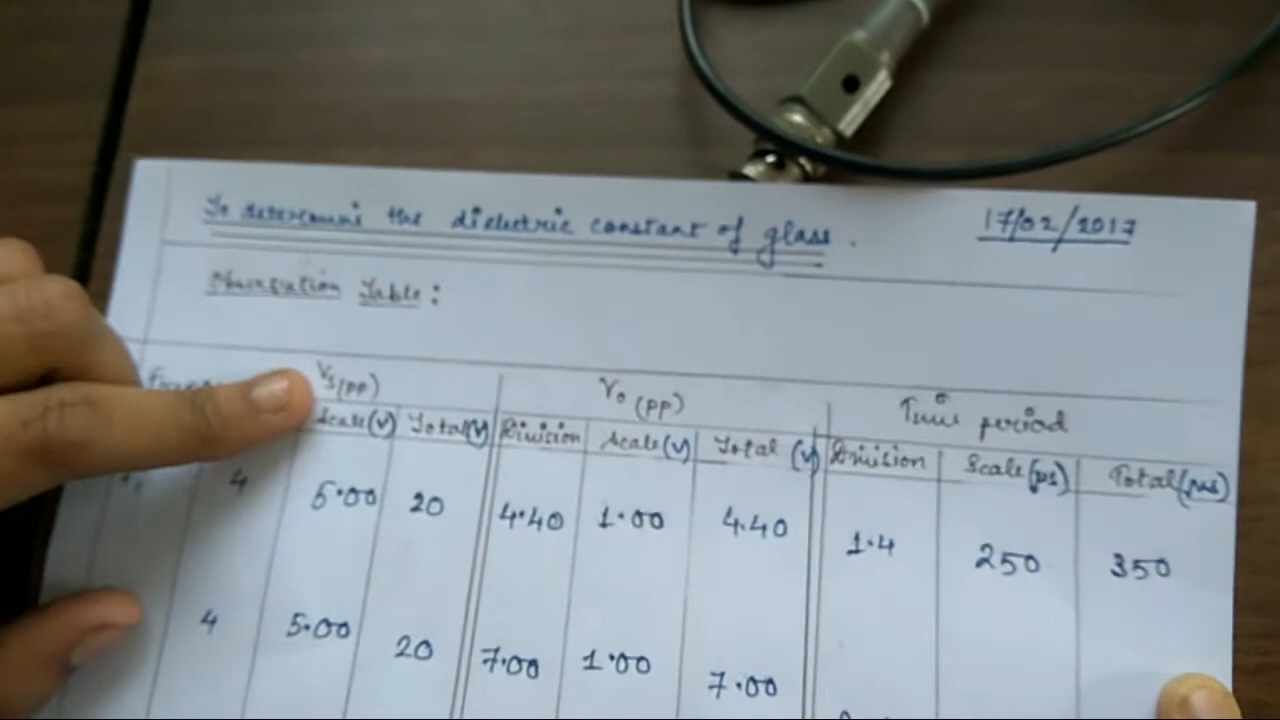 To determine the dielectric constant of glass. 17/02/2017
Observation Table:
Vs(pp) Vo (pp) Time period
Scale(v) Total(v) Division Scale(v) Total (v) Division Scale(μs) Total(μs)
4 5.00 20 4.40 1.00 4.40 1.4 250 350
4 5.00 20 7.00 1.00 7.00